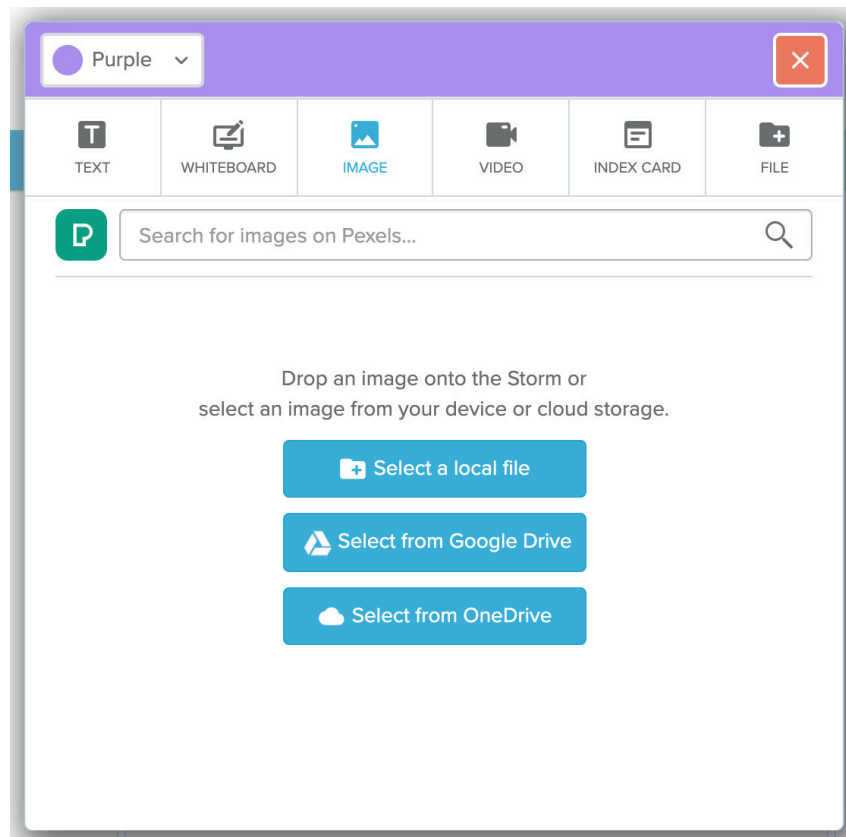 Purple
TEXT
WHITEBOARD
IMAGE
VIDEO
INDEX CARD
FILE
Search for images on Pexels...
Drop an image onto the Storm or
select an image from your device or cloud storage.
Select a local file
Select from Google Drive
Select from OneDrive